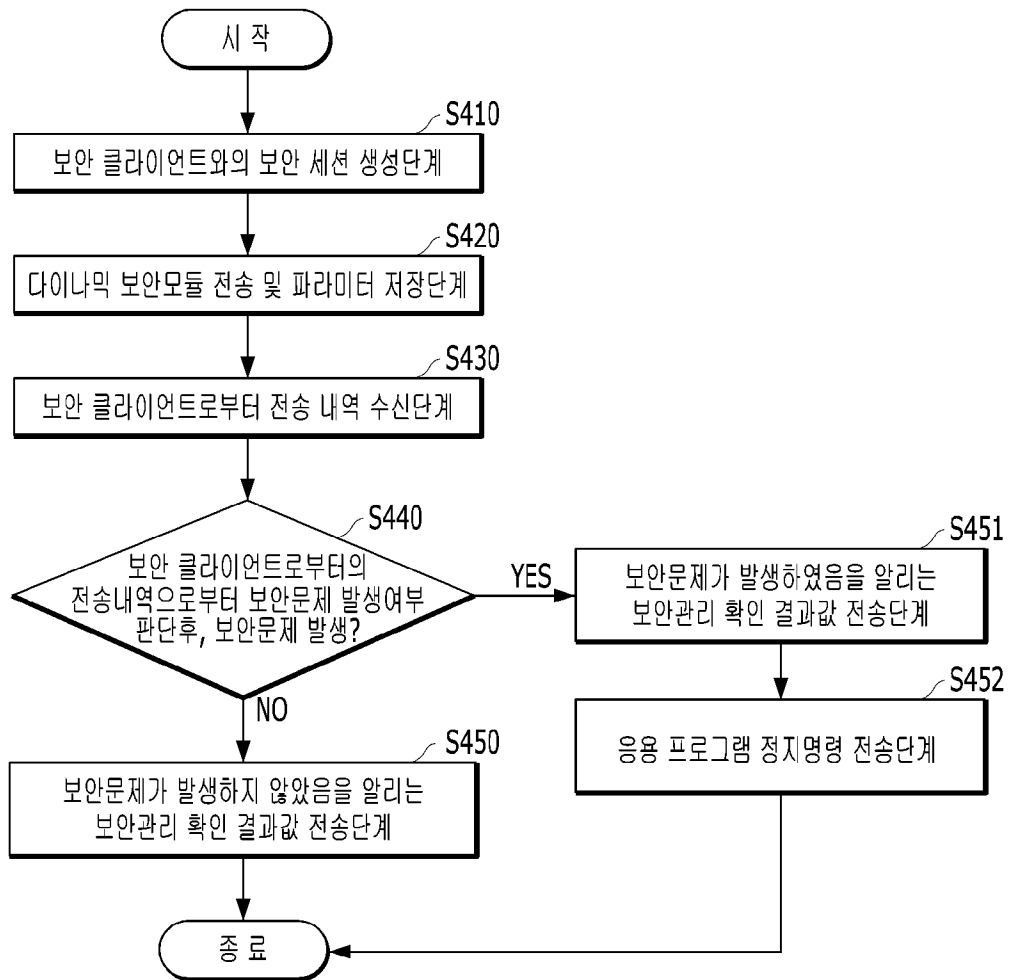 시 작
S410
보안 클라이언트와의 보안 세션 생성단계
S420
다이나믹 보안모듈 전송 및 파라미터 저장단계
S430
보안 클라이언트로부터 전송 내역 수신단계
S440
보안 클라이언트로부터의
전송내역으로부터 보안문제 발생여부
판단후, 보안문제 발생?
YES
S451
보안문제가 발생하였음을 알리는
보안관리 확인 결과값 전송단계
S452
응용 프로그램 정지명령 전송단계
NO
S450
보안문제가 발생하지 않았음을 알리는
보안관리 확인 결과값 전송단계
종 료